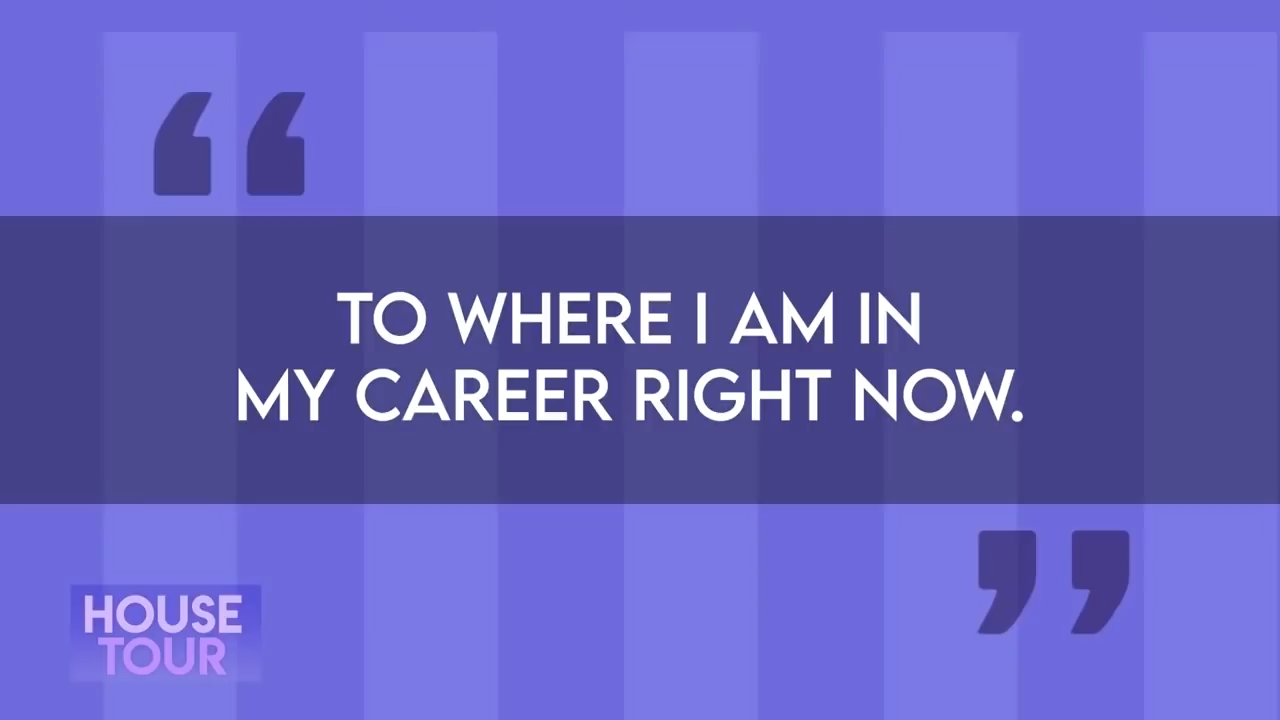 “
TO WHERE I AM IN
MY CAREER RIGHT NOW.
”
HOUSE
TOUR